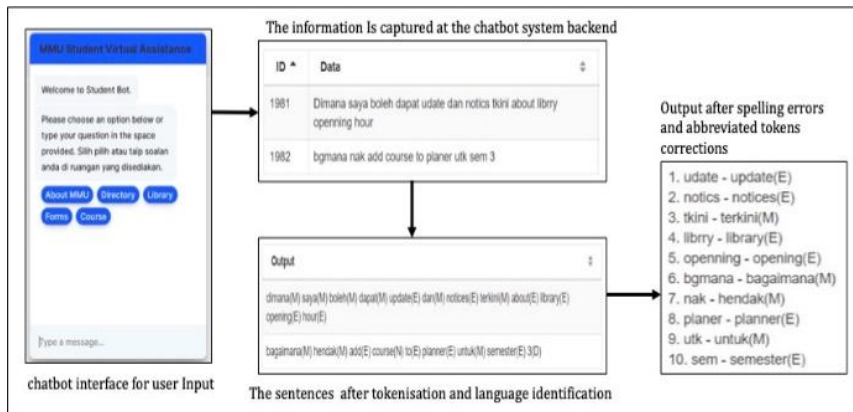 MMU Student Virtual Assistance
Welcome to Student Bot.
Please choose an option below or
type your question in the space
provided. Silih pilih atau taip soalan
anda di ruangan yang disediakan.
About MMU Directory Library
Forms Course
Type a message...
chatbot interface for user Input
The information Is captured at the chatbot system backend
ID Data
1981 Dimana saya boleh dapat udate dan notics tkini about librry
openning hour
1982 bgmana nak add course to planer utk sem 3
Output
dimana(M) saya(M) boleh(M) dapat(M) update(E) dan(M) notices(E) terkini(M) about(E) library(E)
opening(E) hour(E)
bagaimana(M) hendak(M) add(E) course(N) to(E) planner(E) untuk(M) semester(E) 3(D)
The sentences after tokenisation and language identification
Output after spelling errors
and abbreviated tokens
corrections
1. udate - update(E)
2. notics - notices(E)
3. tkini - terkini(M)
4. librry - library(E)
5. openning - opening(E)
6. bgmana - bagaimana(M)
7. nak - hendak(M)
8. planer - planner(E)
9. utk - untuk(M)
10. sem - semester(E)